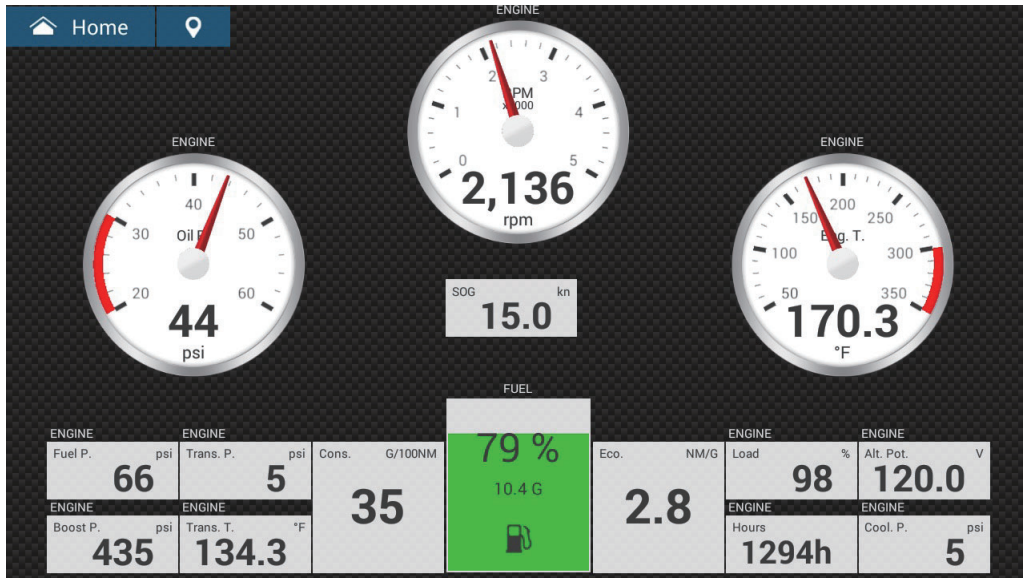 Home
ENGINE
0
1
2
3
4
5
RPM
x1000
2,136
rpm
ENGINE
20
30
40
50
60
Oil P.
44
psi
ENGINE
50
100
150
200
250
300
350
Eng. T.
170.3
°F
SOG kn
15.0
FUEL
79 %
10.4 G
ENGINE
Fuel P. psi
66
ENGINE
Trans. P. psi
5
ENGINE
Boost P. psi
435
ENGINE
Trans. T. °F
134.3
Cons. G/100NM
35
Eco. NM/G
2.8
ENGINE
Load %
98
ENGINE
Alt. Pot. V
120.0
ENGINE
Hours
1294h
ENGINE
Cool. P. psi
5